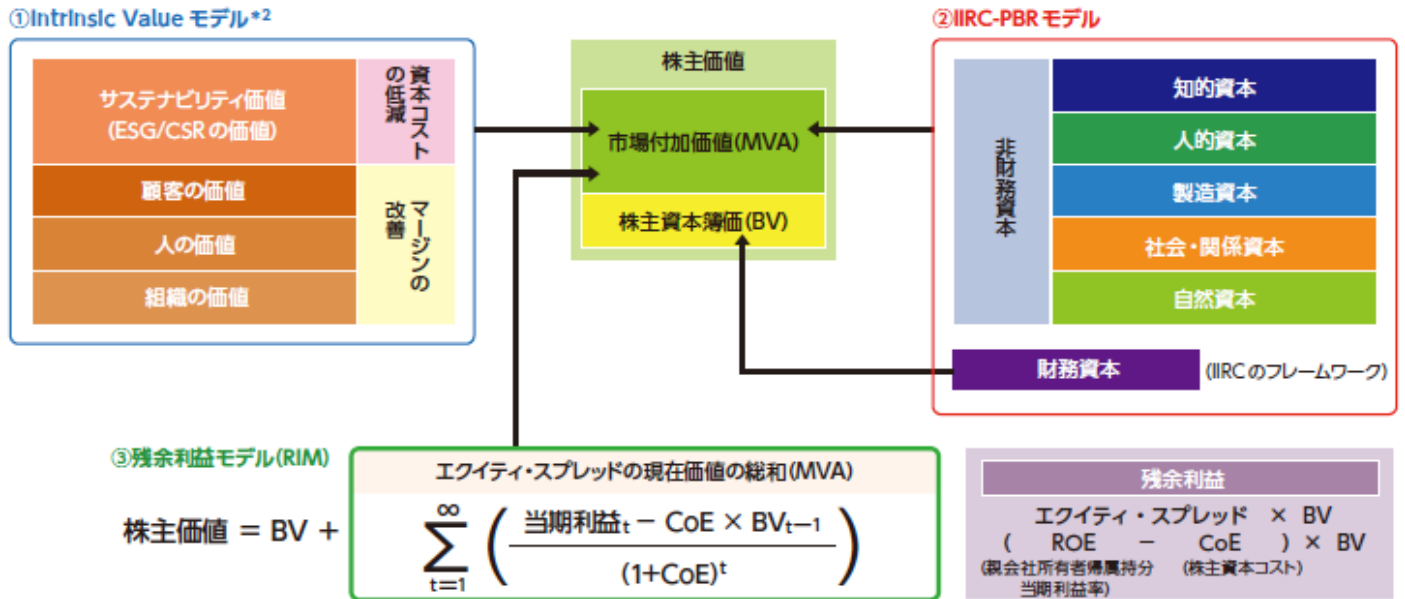 ①Intrinsic Value モデル*2
サステナビリティ価値
(ESG/CSRの価値)
資本コスト
の低減
顧客の価値
人の価値
組織の価値
マージンの
改善
株主価値
市場付加価値(MVA)
株主資本簿価(BV)
②IIRC-PBRモデル
非財務資本
知的資本
人的資本
製造資本
社会・関係資本
自然資本
財務資本
(IIRCのフレームワーク)
③残余利益モデル(RIM)
株主価値 = BV +
エクイティ・スプレッドの現在価値の総和(MVA)
∞
∑
t=1
( 当期利益t − CoE × BVt−1
(1+CoE)^t )
残余利益
エクイティ・スプレッド × BV
( ROE − CoE ) × BV
(親会社所有者帰属持分 (株主資本コスト)
当期利益率)